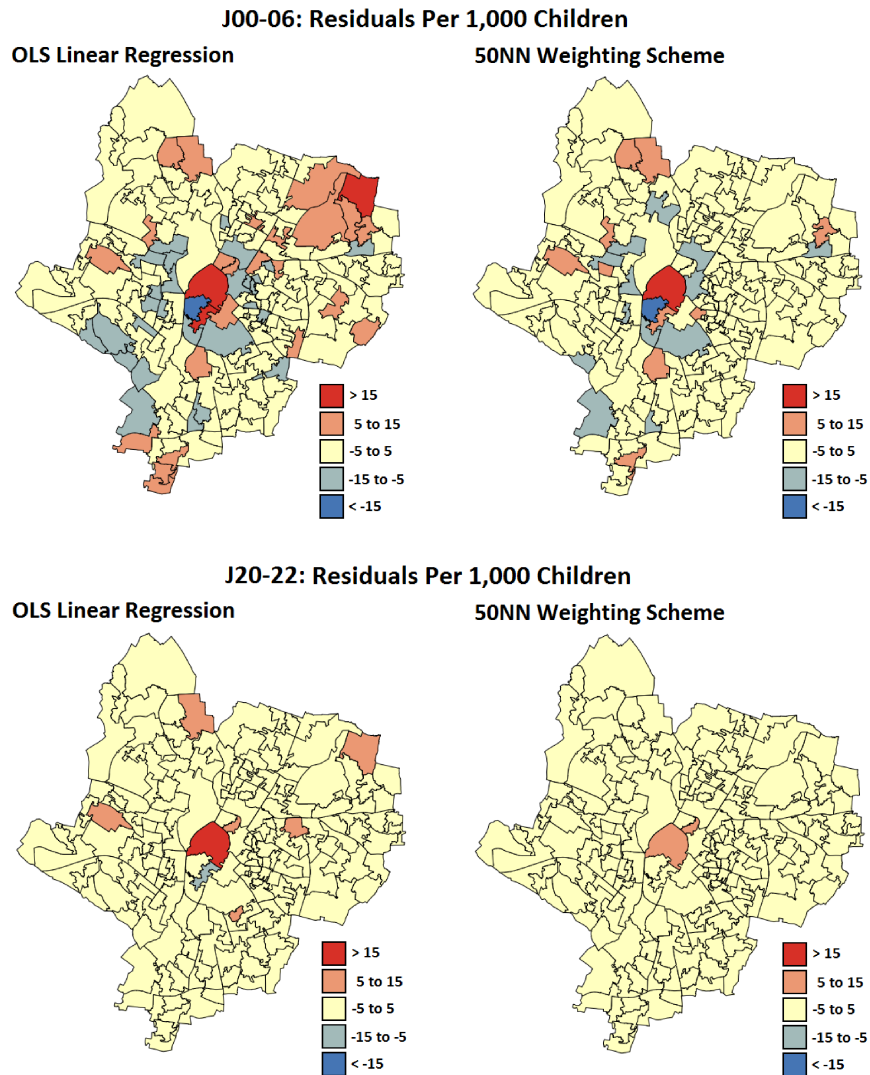 J00-06: Residuals Per 1,000 Children
OLS Linear Regression
50NN Weighting Scheme
> 15
5 to 15
-5 to 5
-15 to -5
< -15
> 15
5 to 15
-5 to 5
-15 to -5
< -15
J20-22: Residuals Per 1,000 Children
OLS Linear Regression
50NN Weighting Scheme
> 15
5 to 15
-5 to 5
-15 to -5
< -15
> 15
5 to 15
-5 to 5
-15 to -5
< -15